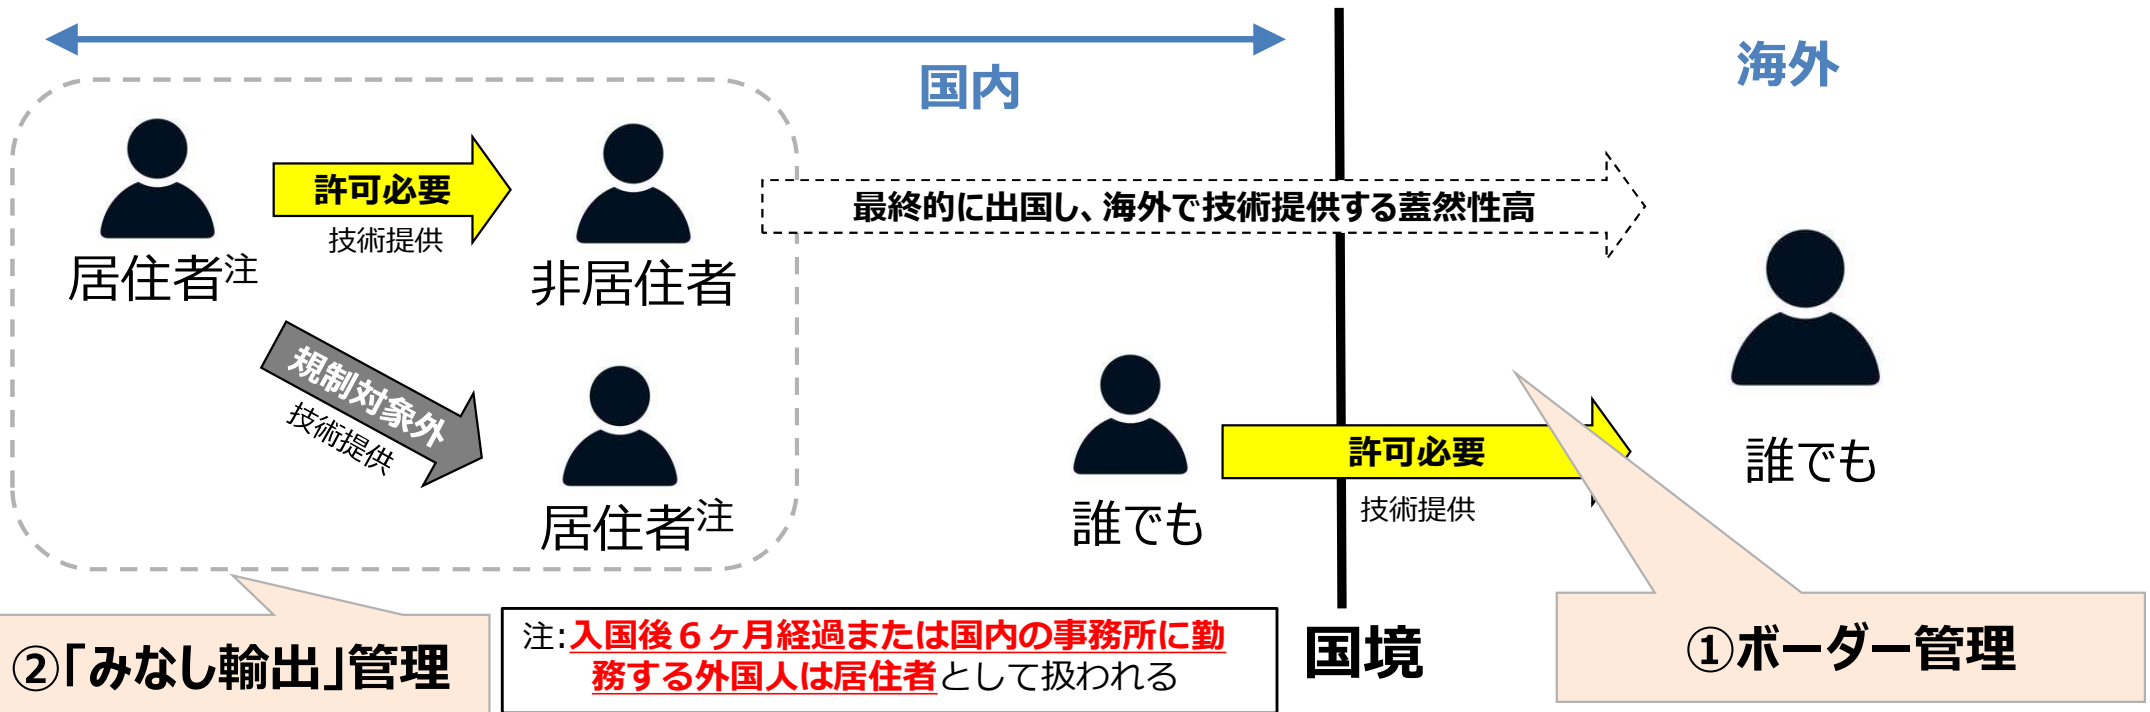 国内
海外
許可必要
技術提供
最終的に出国し、海外で技術提供する蓋然性高
居住者注
非居住者
規制対象外
技術提供
居住者注
誰でも
許可必要
技術提供
誰でも
②「みなし輸出」管理
注:入国後６ヶ月経過または国内の事務所に勤
務する外国人は居住者として扱われる
国境
①ボーダー管理